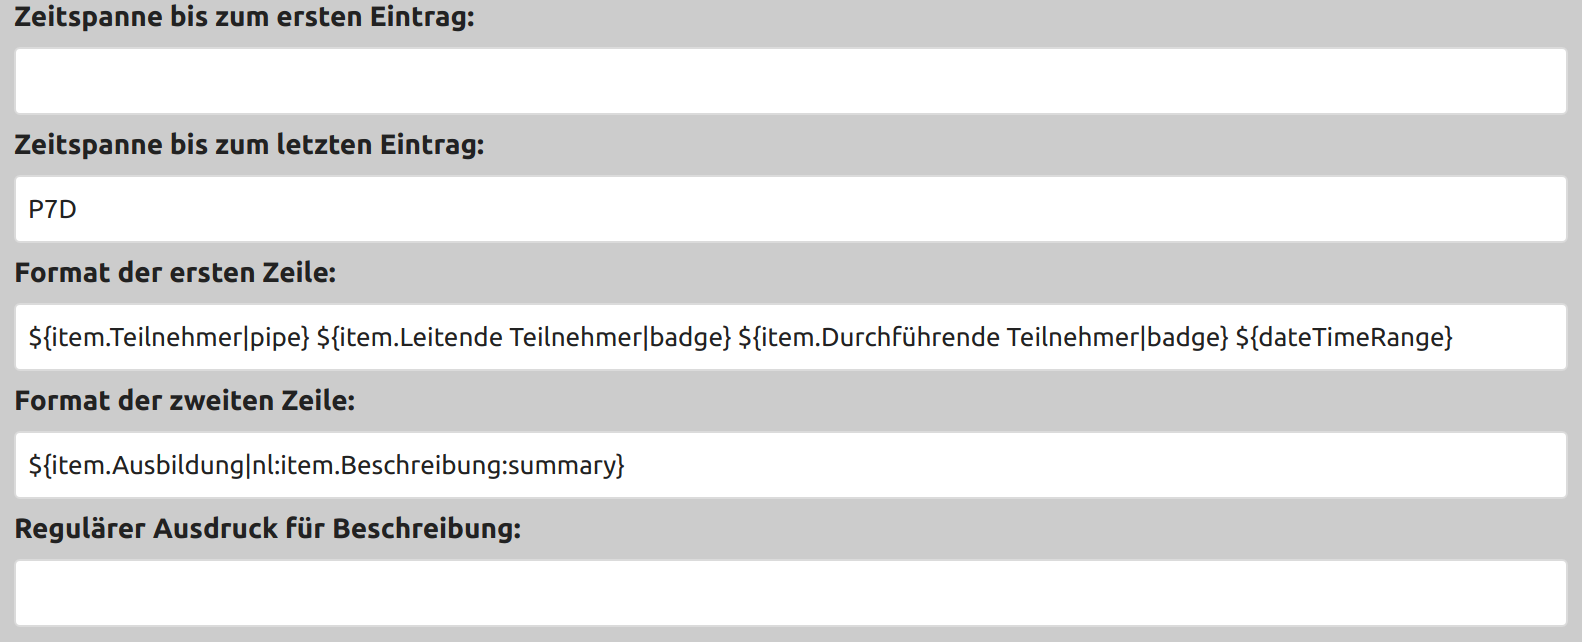 Zeitspanne bis zum ersten Eintrag:
Zeitspanne bis zum letzten Eintrag:
P7D
Format der ersten Zeile:
${item.Teilnehmer|pipe} ${item.Leitende Teilnehmer|badge} ${item.Durchführende Teilnehmer|badge} ${dateTimeRange}
Format der zweiten Zeile:
${item.Ausbildung|nl:item.Beschreibung:summary}
Regulärer Ausdruck für Beschreibung: